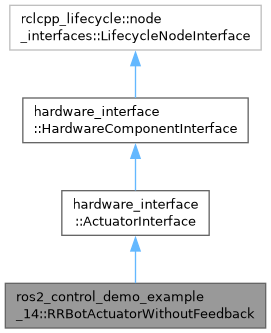 rclcpp_lifecycle::node
_interfaces::LifecycleNodeInterface
hardware_interface
::HardwareComponentInterface
hardware_interface
::ActuatorInterface
ros2_control_demo_example
_14::RRBotActuatorWithoutFeedback